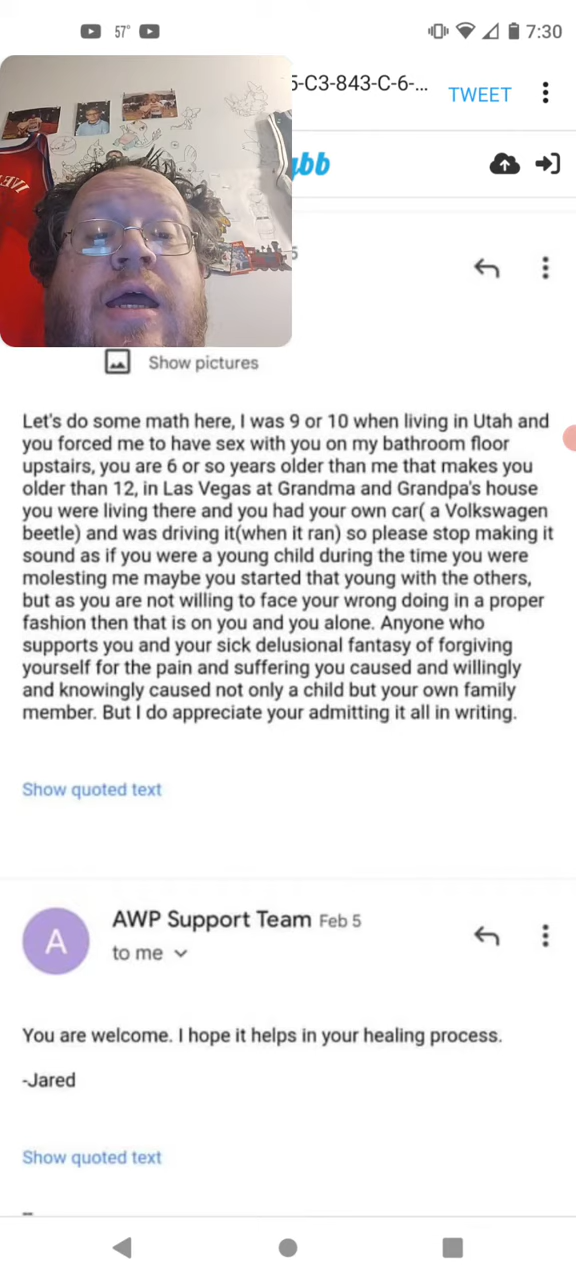 57° 7:30
5-C3-843-C-6-... TWEET
bb
5
Show pictures
Let's do some math here, I was 9 or 10 when living in Utah and
you forced me to have sex with you on my bathroom floor
upstairs, you are 6 or so years older than me that makes you
older than 12, in Las Vegas at Grandma and Grandpa's house
you were living there and you had your own car( a Volkswagen
beetle) and was driving it(when it ran) so please stop making it
sound as if you were a young child during the time you were
molesting me maybe you started that young with the others,
but as you are not willing to face your wrong doing in a proper
fashion then that is on you and you alone. Anyone who
supports you and your sick delusional fantasy of forgiving
yourself for the pain and suffering you caused and willingly
and knowingly caused not only a child but your own family
member. But I do appreciate your admitting it all in writing.
Show quoted text
A
AWP Support Team Feb 5
to me
You are welcome. I hope it helps in your healing process.
-Jared
Show quoted text